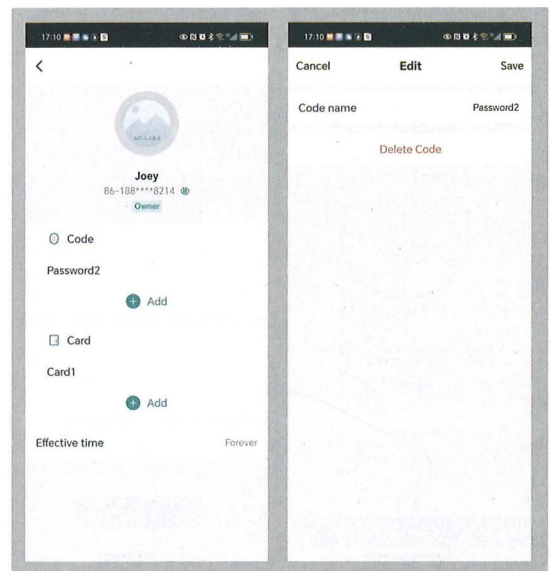 17:10
Joey
86-188****8214
Owner
Code
Password2
Add
Card
Card1
Add
Effective time Forever
17:10
Cancel Edit Save
Code name Password2
Delete Code